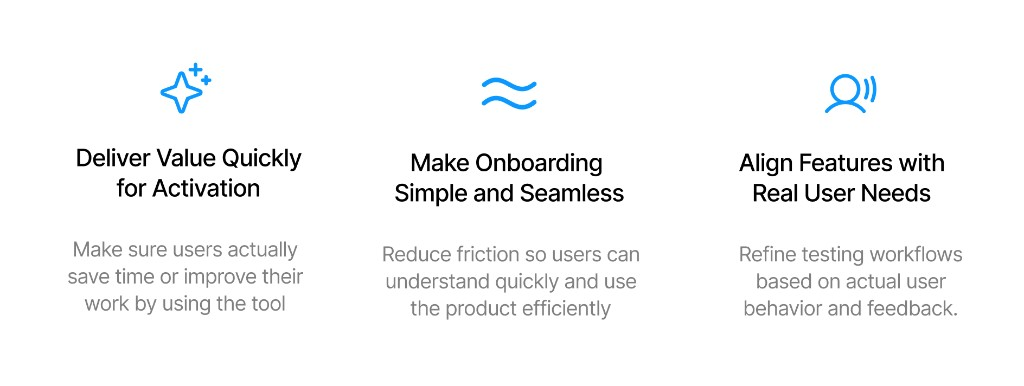 Deliver Value Quickly
for Activation
Make sure users actually
save time or improve their
work by using the tool
Make Onboarding
Simple and Seamless
Reduce friction so users can
understand quickly and use
the product efficiently
Align Features with
Real User Needs
Refine testing workflows
based on actual user
behavior and feedback.